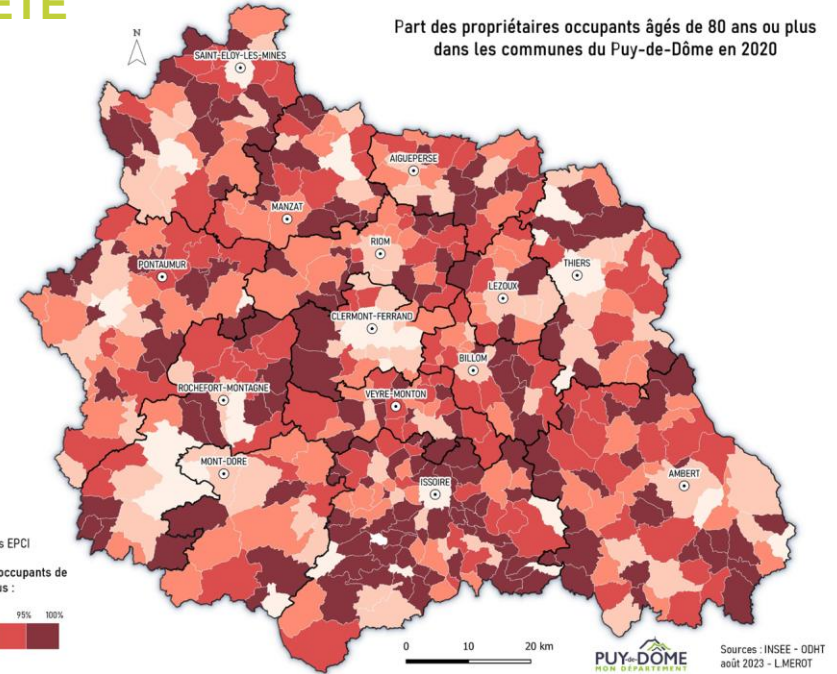 ÉTÉ
Part des propriétaires occupants âgés de 80 ans ou plus
dans les communes du Puy-de-Dôme en 2020
N
SAINT-ELOY-LES-MINES
AIGUEPERSE
MANZAT
RIOM
PONTAUMUR
THIERS
LEZOUX
CLERMONT-FERRAND
BILLOM
ROCHEFORT-MONTAGNE
VEYRE-MONTON
MONT-DORE
ISSOIRE
AMBERT
EPCI
occupants de
:
95% 100%
0 10 20 km
PUY-de-DÔME
MON DÉPARTEMENT
Sources : INSEE - ODHT
août 2023 - L.MEROT